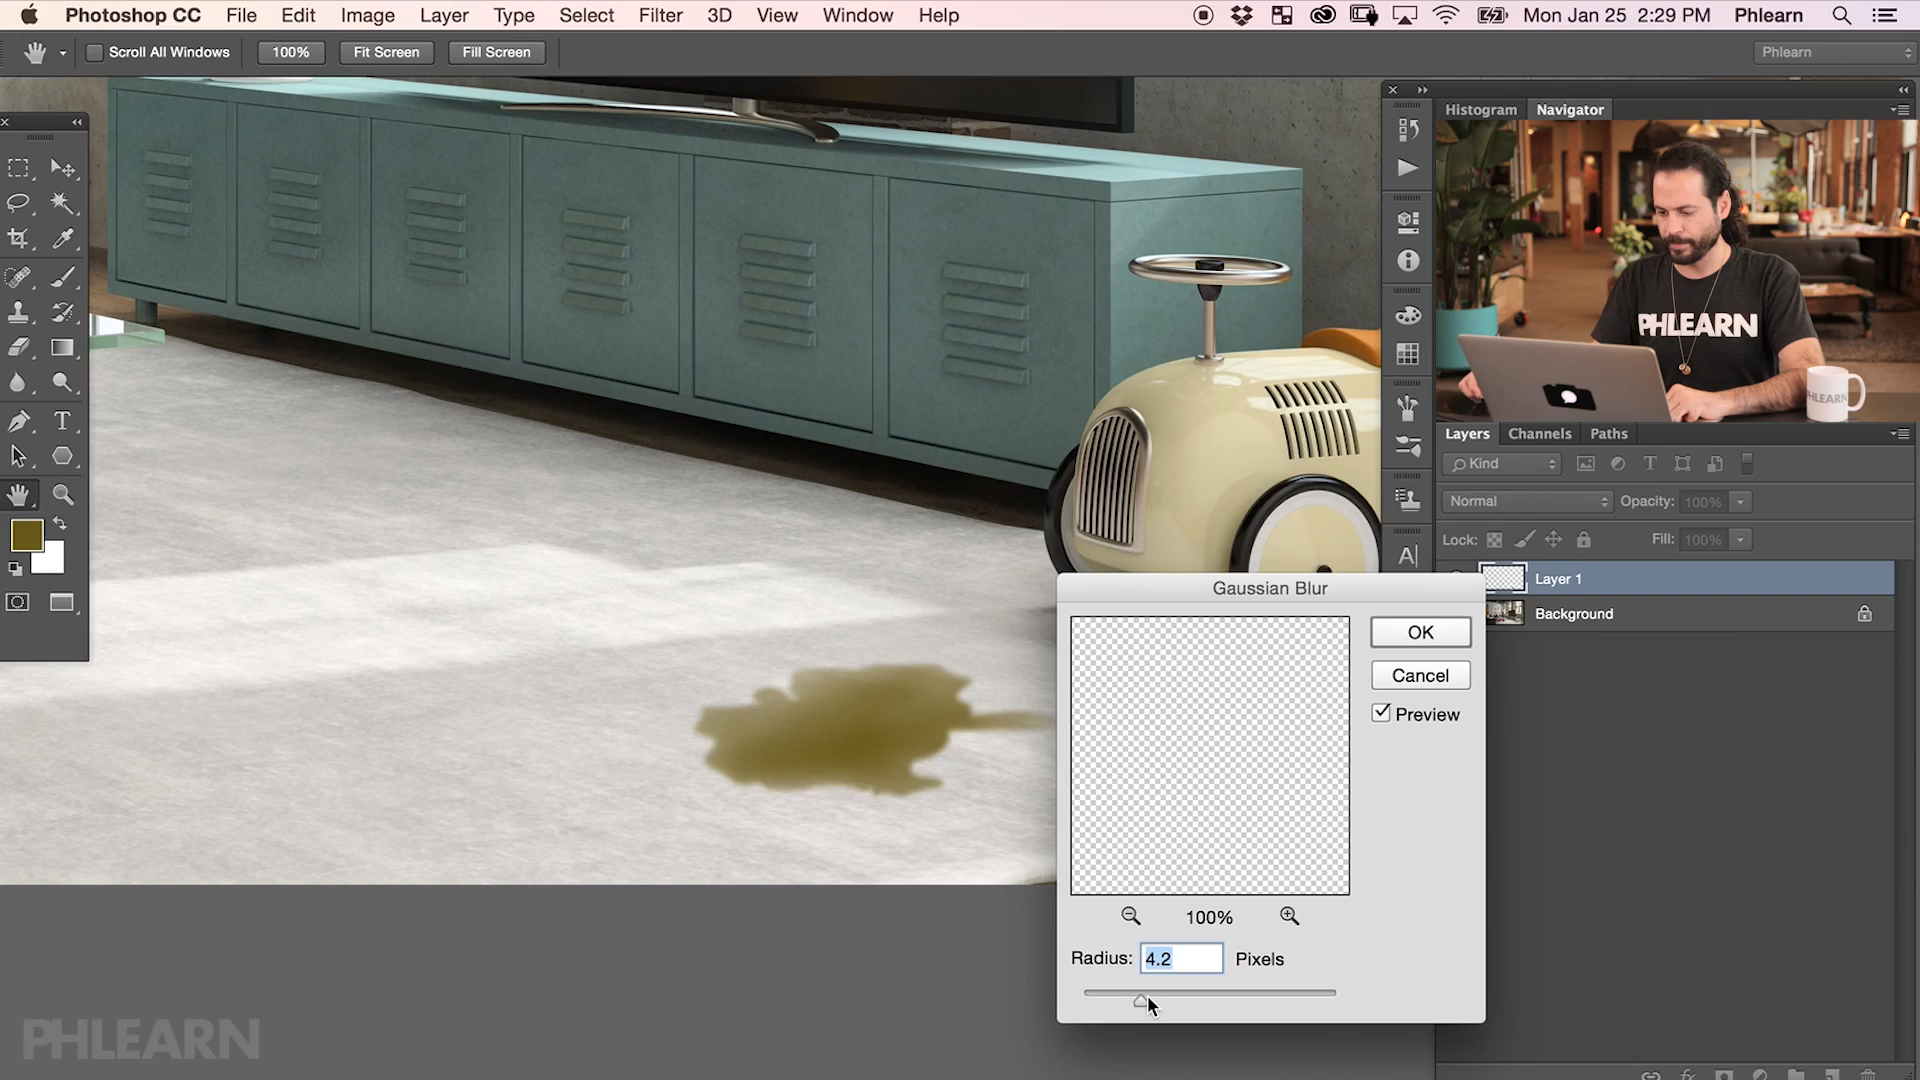 Photoshop CC File Edit Image Layer Type Select Filter 3D View Window Help Mon Jan 25 2:29 PM Phlearn
Scroll All Windows 100% Fit Screen Fill Screen Phlearn
Histogram Navigator
PHLEARN
PHLEARN
Layers Channels Paths
Kind
Normal Opacity: 100%
Lock: Fill: 100%
Layer 1
Background
Gaussian Blur
OK
Cancel
Preview
100%
Radius: 4.2 Pixels
PHLEARN